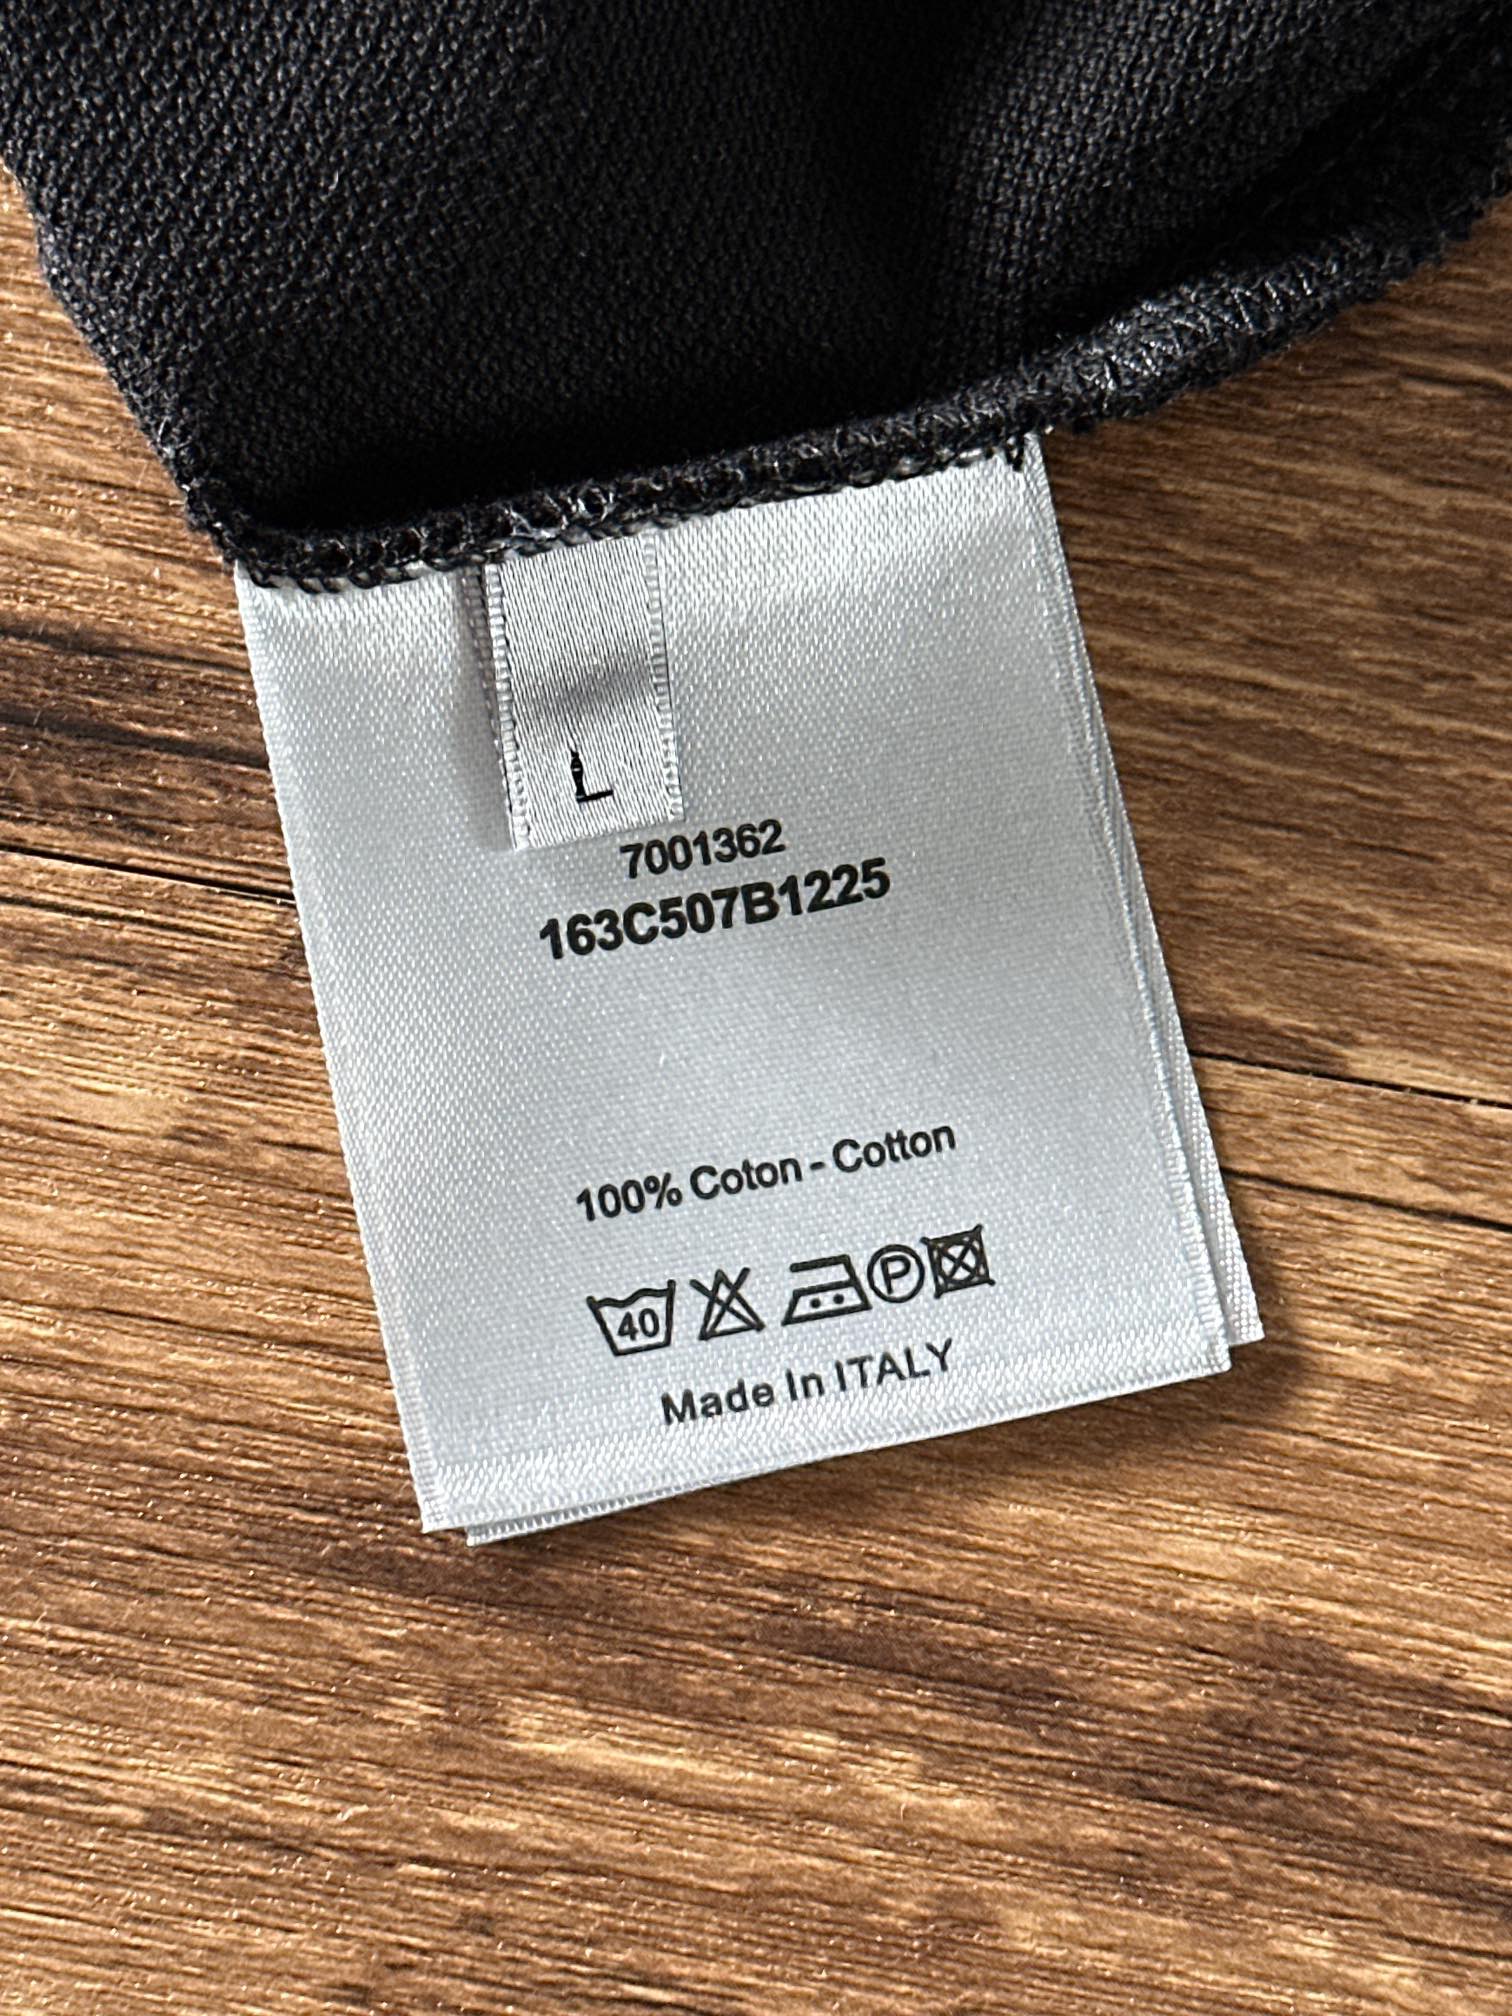 L
7001362
163C507B1225
100% Coton - Cotton
40 P
Made In ITALY